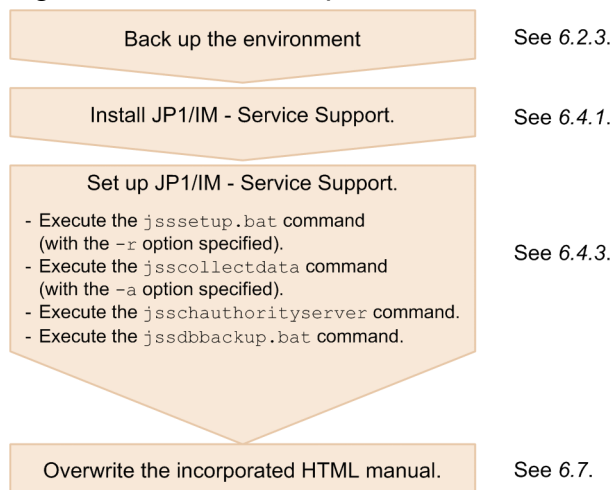 Back up the environment
See 6.2.3.
Install JP1/IM - Service Support.
See 6.4.1.
Set up JP1/IM - Service Support.
- Execute the jsssetup.bat command
(with the -r option specified).
- Execute the jsscollectdata command
(with the -a option specified).
- Execute the jsschauthorityserver command.
- Execute the jssdbbackup.bat command.
See 6.4.3.
Overwrite the incorporated HTML manual.
See 6.7.